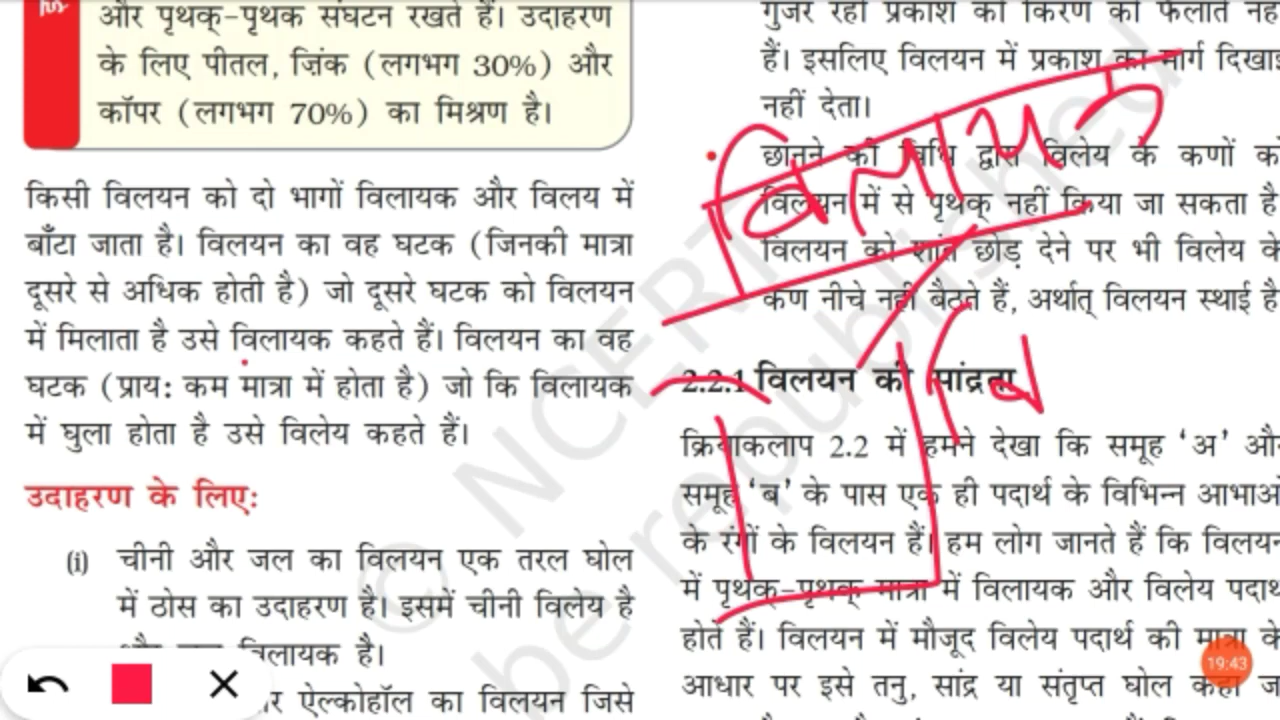 और पृथक्-पृथक संघटन रखते हैं। उदाहरण
के लिए पीतल, ज़िंक (लगभग 30%) और
कॉपर (लगभग 70%) का मिश्रण है।
किसी विलयन को दो भागों विलायक और विलय में
बाँटा जाता है। विलयन का वह घटक (जिनकी मात्रा
दूसरे से अधिक होती है) जो दूसरे घटक को विलयन
में मिलाता है उसे विलायक कहते हैं। विलयन का वह
घटक (प्राय: कम मात्रा में होता है) जो कि विलायक
में घुला होता है उसे विलेय कहते हैं।
उदाहरण के लिए:
(i) चीनी और जल का विलयन एक तरल घोल
में ठोस का उदाहरण है। इसमें चीनी विलेय है
विलायक है।
ऐल्कोहॉल का विलयन जिसे
गुजर रही प्रकाश की किरण को फैलाते
हैं। इसलिए विलयन में प्रकाश का मार्ग दिखाई
नहीं देता।
छानने की विधि द्वारा विलेय के कणों को
विलयन में से पृथक् नहीं किया जा सकता है
विलयन को शांत छोड़ देने पर भी विलेय के
कण नीचे नहीं बैठते हैं, अर्थात् विलयन स्थाई है
2.2.1 विलयन की सांद्रता
क्रियाकलाप 2.2 में हमने देखा कि समूह ‘अ’ और
समूह ‘ब’ के पास एक ही पदार्थ के विभिन्न आभाओं
के रंगों के विलयन हैं। हम लोग जानते हैं कि विलयन
में पृथक्-पृथक् मात्रा में विलायक और विलेय पदार्थ
होते हैं। विलयन में मौजूद विलेय पदार्थ की मात्रा के
आधार पर इसे तनु, सांद्र या संतृप्त घोल कहा
© NCERT
be republished
वि
19:43